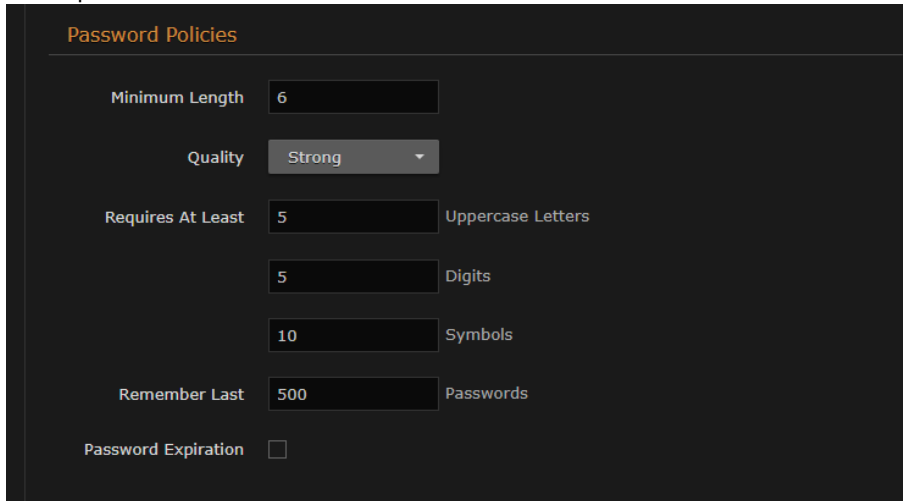 Password Policies
Minimum Length 6
Quality Strong
Requires At Least 5 Uppercase Letters
5 Digits
10 Symbols
Remember Last 500 Passwords
Password Expiration